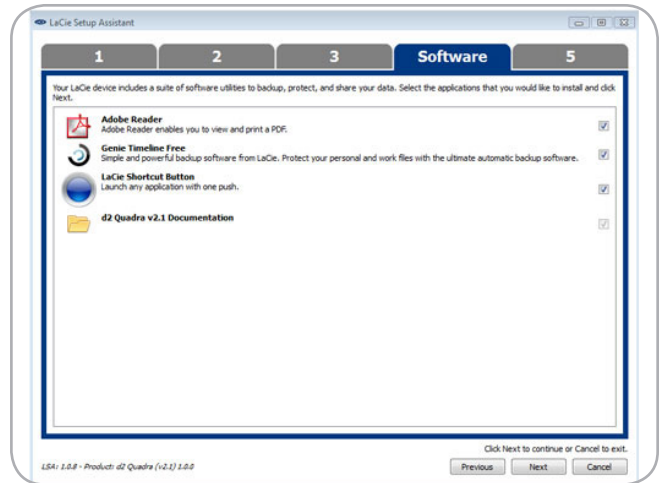 LaCie Setup Assistant
1 2 3 Software 5
Your LaCie device includes a suite of software utilities to backup, protect, and share your data. Select the applications that you would like to install and click
Next.
Adobe Reader
Adobe Reader enables you to view and print a PDF.
Genie Timeline Free
Simple and powerful backup software from LaCie. Protect your personal and work files with the ultimate automatic backup software.
LaCie Shortcut Button
Launch any application with one push.
d2 Quadra v2.1 Documentation
Click Next to continue or Cancel to exit.
LSA: 1.0.8 - Product: d2 Quadra (v2.1) 1.0.0
Previous Next Cancel